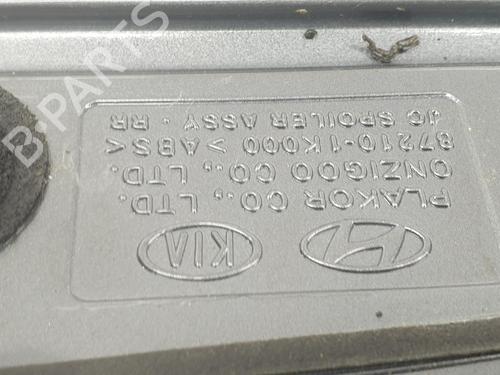 KIA
PLAKOR CO., LTD.
ONZIGOO CO., LTD.
87210-1K000 >ABS<
JC SPOILER ASSY - RR
B-PARTS